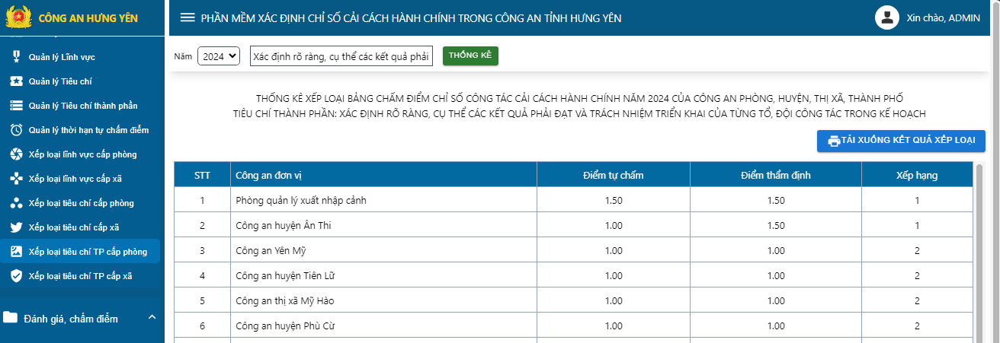 CÔNG AN HƯNG YÊN
PHẦN MỀM XÁC ĐỊNH CHỈ SỐ CẢI CÁCH HÀNH CHÍNH TRONG CÔNG AN TỈNH HƯNG YÊN
Xin chào, ADMIN
Quản lý Lĩnh vực
Quản lý Tiêu chí
Quản lý Tiêu chí thành phần
Quản lý thời hạn tự chấm điểm
Xếp loại lĩnh vực cấp phòng
Xếp loại lĩnh vực cấp xã
Xếp loại tiêu chí cấp phòng
Xếp loại tiêu chí cấp xã
Xếp loại tiêu chí TP cấp phòng
Xếp loại tiêu chí TP cấp xã
Đánh giá, chấm điểm
Năm 2024 Xác định rõ ràng, cụ thể các kết quả phải THỐNG KÊ
THỐNG KÊ XẾP LOẠI BẢNG CHẤM ĐIỂM CHỈ SỐ CÔNG TÁC CẢI CÁCH HÀNH CHÍNH NĂM 2024 CỦA CÔNG AN PHÒNG, HUYỆN, THỊ XÃ, THÀNH PHỐ
TIÊU CHÍ THÀNH PHẦN: XÁC ĐỊNH RÕ RÀNG, CỤ THỂ CÁC KẾT QUẢ PHẢI ĐẠT VÀ TRÁCH NHIỆM TRIỂN KHAI CỦA TỪNG TỔ, ĐỘI CÔNG TÁC TRONG KẾ HOẠCH
TẢI XUỐNG KẾT QUẢ XẾP LOẠI
STT Công an đơn vị Điểm tự chấm Điểm thẩm định Xếp hạng
1 Phòng quản lý xuất nhập cảnh 1.50 1.50 1
2 Công an huyện Ân Thi 1.00 1.50 1
3 Công an Yên Mỹ 1.00 1.00 2
4 Công an huyện Tiên Lữ 1.00 1.00 2
5 Công an thị xã Mỹ Hào 1.00 1.00 2
6 Công an huyện Phù Cừ 1.00 1.00 2